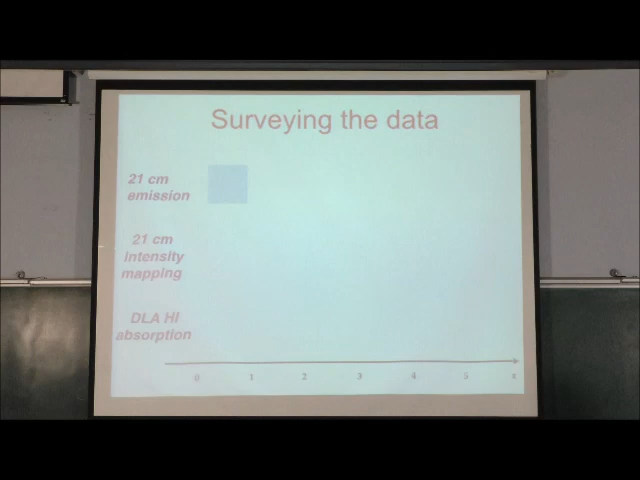 Surveying the data
21 cm
emission
21 cm
intensity
mapping
DLA HI
absorption
0 1 2 3 4 5 z